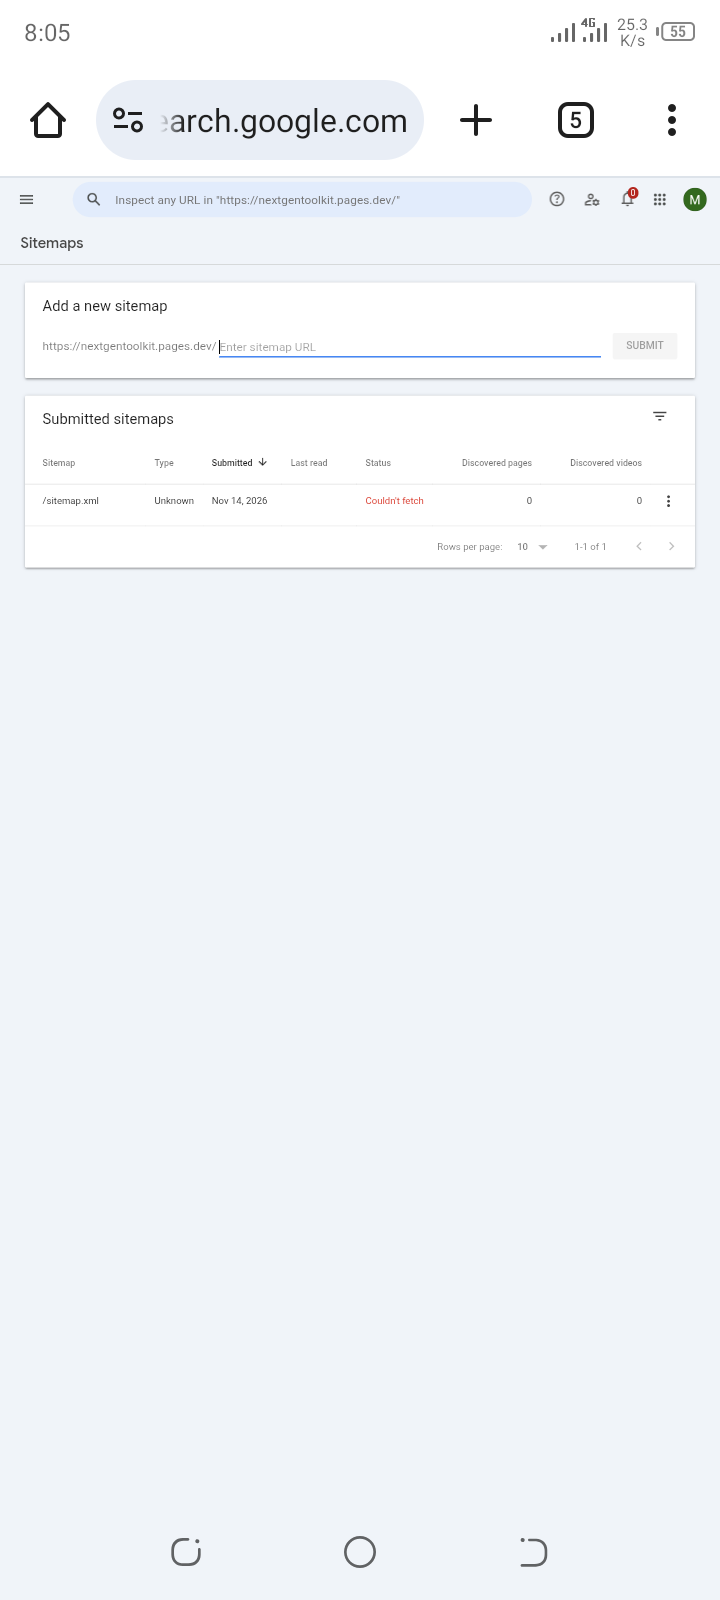 8:05
4G
25.3
K/s
55
earch.google.com
5
Inspect any URL in "https://nextgentoolkit.pages.dev/"
0
M
Sitemaps
Add a new sitemap
https://nextgentoolkit.pages.dev/ Enter sitemap URL SUBMIT
Submitted sitemaps
Sitemap Type Submitted Last read Status Discovered pages Discovered videos
/sitemap.xml Unknown Nov 14, 2026 Couldn't fetch 0 0
Rows per page: 10 1-1 of 1